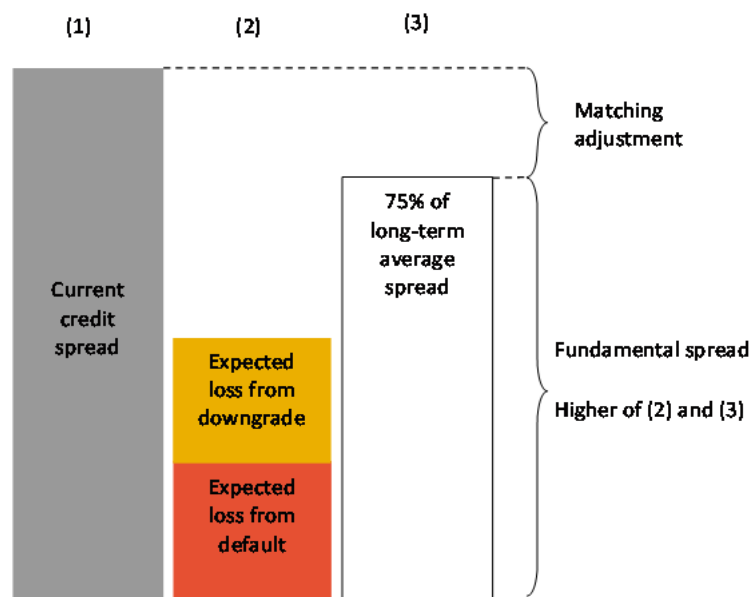 (1)
(2)
(3)
Matching
adjustment
75% of
long-term
average
spread
Current
credit
spread
Expected
loss from
downgrade
Fundamental spread
Higher of (2) and (3)
Expected
loss from
default